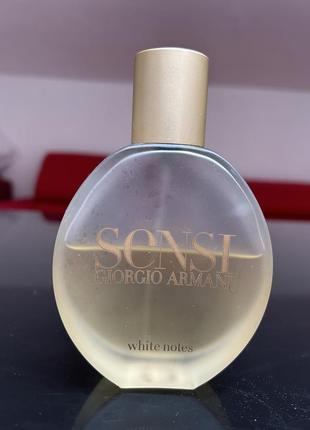 SENSI
GIORGIO ARMANI
white notes